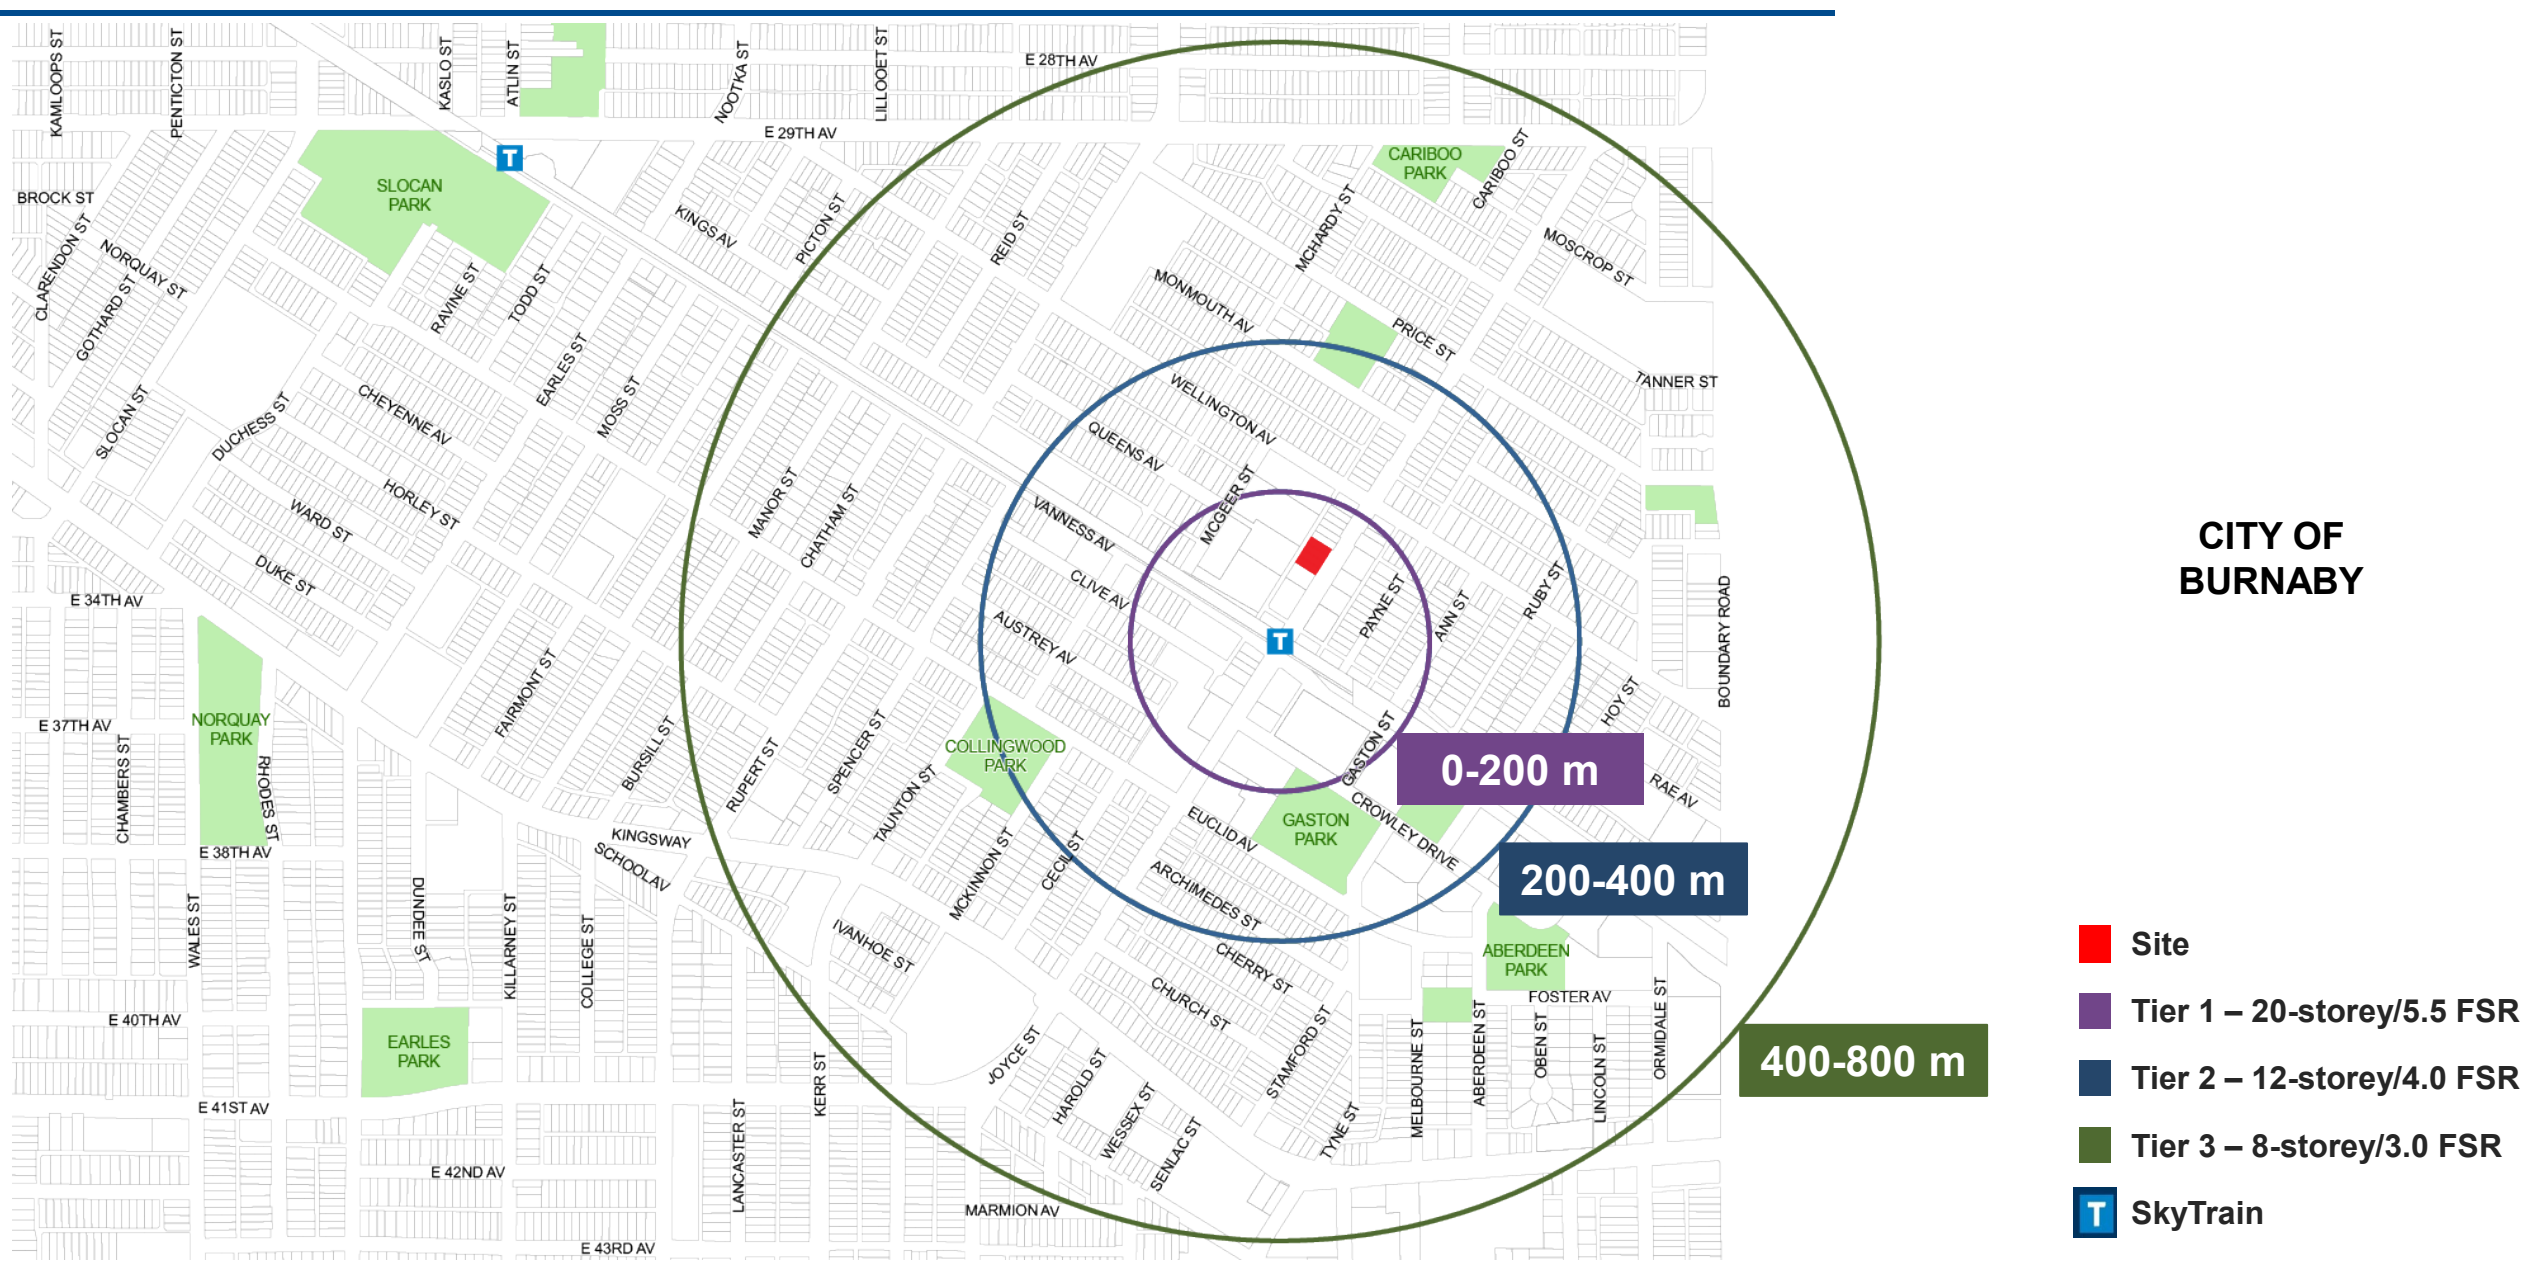 KAMLOOPS ST
PENTICTON ST
KASLO ST
ATLIN ST
NOOTKA ST
LILLOOET ST
E 28TH AV
E 29TH AV
T
SLOCAN
PARK
BROCK ST
CLARENDON ST
NORQUAY ST
GOTHARD ST
RAVINE ST
TODD ST
KINGS AV
PICTON ST
REID ST
CARIBOO
PARK
CARIBOO ST
MCHARDY ST
MOSCROP ST
MONMOUTH AV
PRICE ST
TANNER ST
EARLES ST
MOSS ST
SLOCAN ST
DUCHESS ST
CHEYENNE AV
WELLINGTON AV
QUEENS AV
HORLEY ST
WARD ST
DUKE ST
MANOR ST
CHATHAM ST
VANNESS AV
MCGEER ST
CITY OF
BURNABY
E 34TH AV
CLIVE AV
AUSTREY AV
PAYNE ST
ANN ST
RUBY ST
BOUNDARY ROAD
T
FAIRMONT ST
NORQUAY
PARK
E 37TH AV
CHAMBERS ST
RHODES ST
BURSILL ST
RUPERT ST
SPENCER ST
TAUNTON ST
COLLINGWOOD
PARK
GASTON ST
HOY ST
RAE AV
0-200 m
E 38TH AV
KINGSWAY
SCHOOL AV
MCKINNON ST
CECIL ST
EUCLID AV
GASTON
PARK
CROWLEY DRIVE
200-400 m
WALES ST
DUNDEE ST
KILLARNEY ST
COLLEGE ST
IVANHOE ST
ARCHIMEDES ST
CHERRY ST
CHURCH ST
ABERDEEN
PARK
FOSTER AV
ORMIDALE ST
Site
E 40TH AV
EARLES
PARK
KERR ST
JOYCE ST
HAROLD ST
WESSEX ST
SENLAC ST
STAMFORD ST
TYNE ST
MELBOURNE ST
ABERDEEN ST
OBEN ST
LINCOLN ST
400-800 m
Tier 1 – 20-storey/5.5 FSR
Tier 2 – 12-storey/4.0 FSR
Tier 3 – 8-storey/3.0 FSR
T SkyTrain
E 41ST AV
E 42ND AV
LANCASTER ST
MARMION AV
E 43RD AV